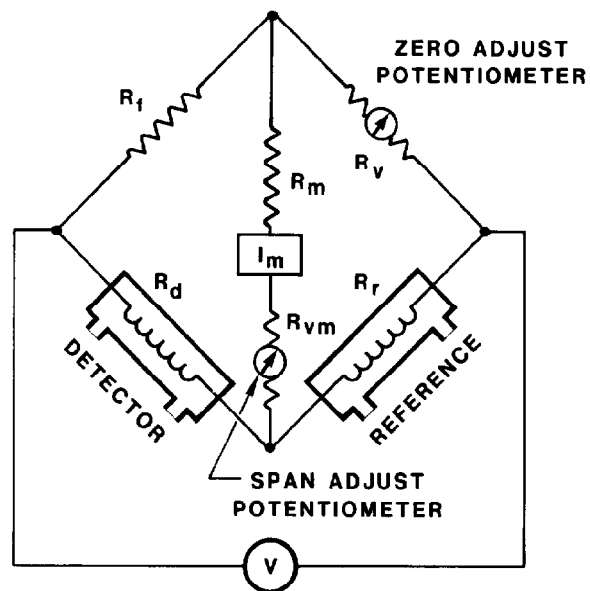 ZERO ADJUST
POTENTIOMETER
Rf
Rv
Rm
Im
Rd
Rr
Rvm
DETECTOR
REFERENCE
SPAN ADJUST
POTENTIOMETER
V